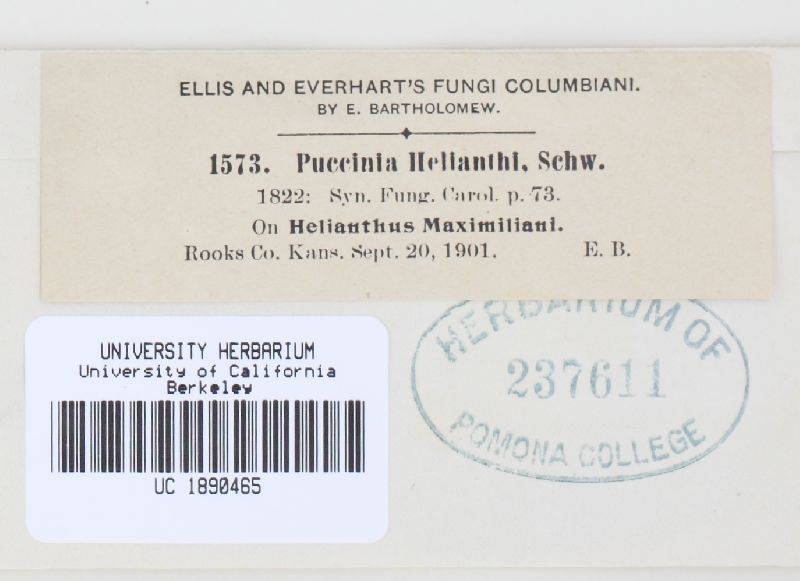 ELLIS AND EVERHART'S FUNGI COLUMBIANI.
BY E. BARTHOLOMEW.
1573. Puccinia Helianthi, Schw.
1822: Syn. Fung. Carol. p. 73.
On Helianthus Maximiliani.
Rooks Co. Kans. Sept. 20, 1901. E. B.
HERBARIUM OF
237611
POMONA COLLEGE
UNIVERSITY HERBARIUM
University of California
Berkeley
UC 1890465